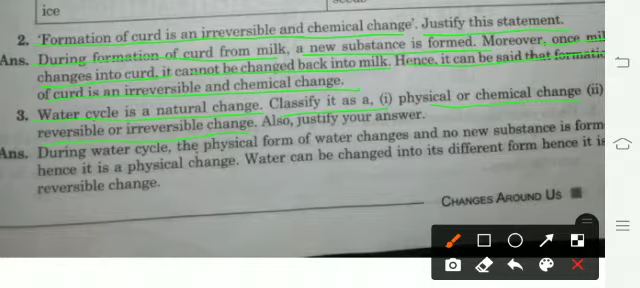 ice
2. 'Formation of curd is an irreversible and chemical change'. Justify this statement.
Ans. During formation of curd from milk, a new substance is formed. Moreover, once mil
changes into curd, it cannot be changed back into milk. Hence, it can be said that formatio
of curd is an irreversible and chemical change.
3. Water cycle is a natural change. Classify it as a, (i) physical or chemical change (ii)
reversible or irreversible change. Also, justify your answer.
Ans. During water cycle, the physical form of water changes and no new substance is form
hence it is a physical change. Water can be changed into its different form hence it is
reversible change.
CHANGES AROUND US